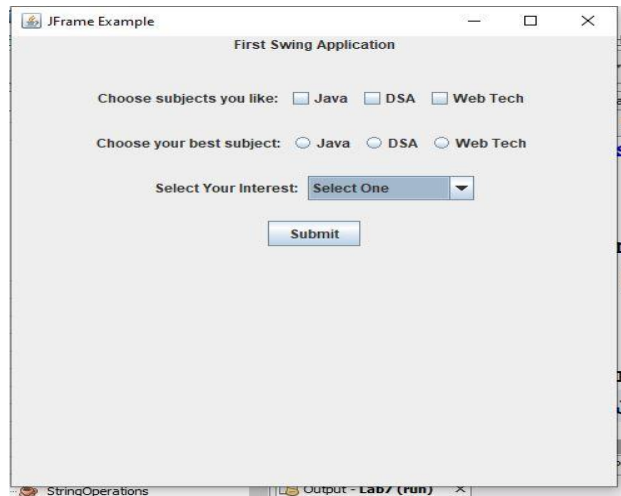 JFrame Example
First Swing Application
Choose subjects you like: Java DSA Web Tech
Choose your best subject: Java DSA Web Tech
Select Your Interest: Select One
Submit
StringOperations Output - Lab7 (run)